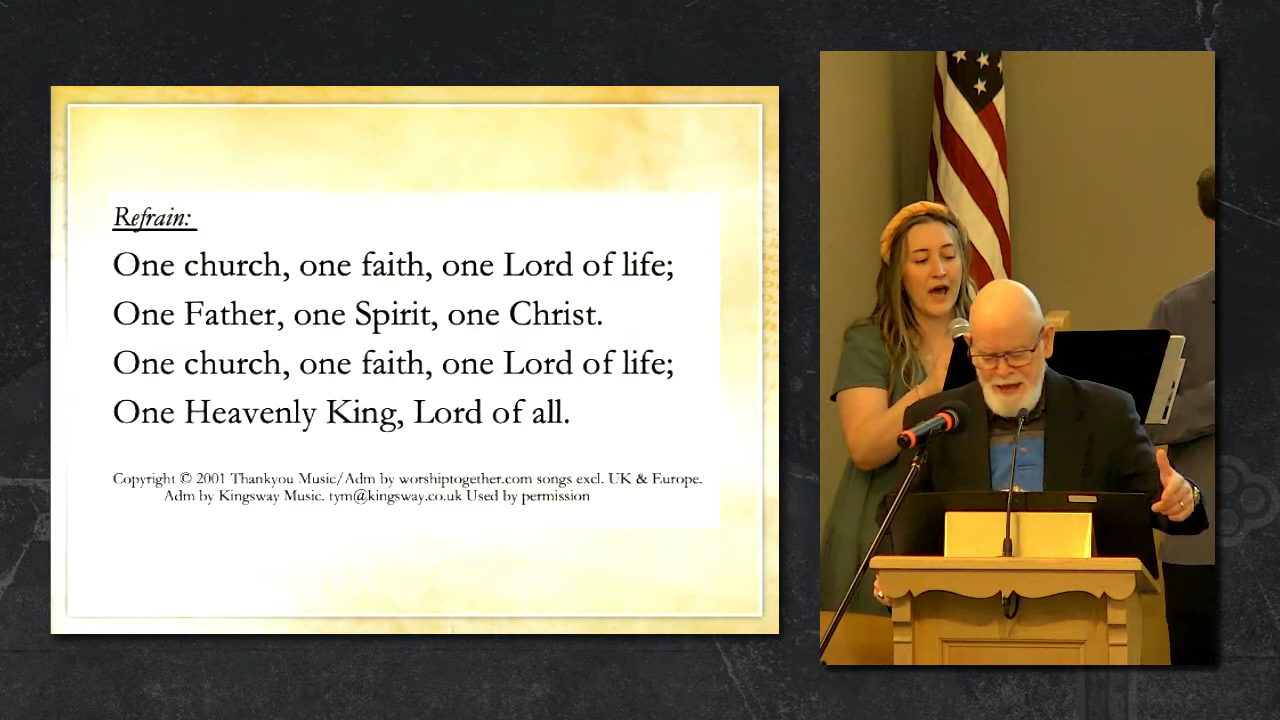 Refrain:
One church, one faith, one Lord of life;
One Father, one Spirit, one Christ.
One church, one faith, one Lord of life;
One Heavenly King, Lord of all.
Copyright © 2001 Thankyou Music/Adm by worshiptogether.com songs excl. UK & Europe.
Adm by Kingsway Music. tym@kingsway.co.uk Used by permission